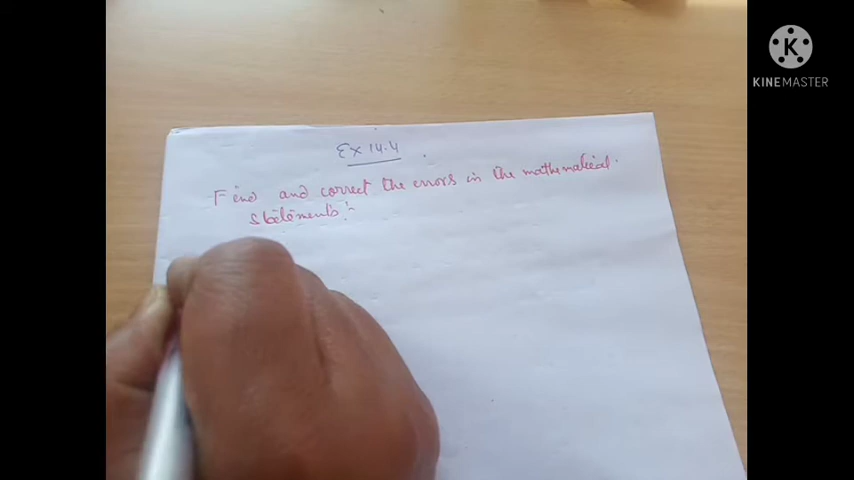 Ex 14.4
Find and correct the errors in the mathematical
statements:-
K
KINEMASTER